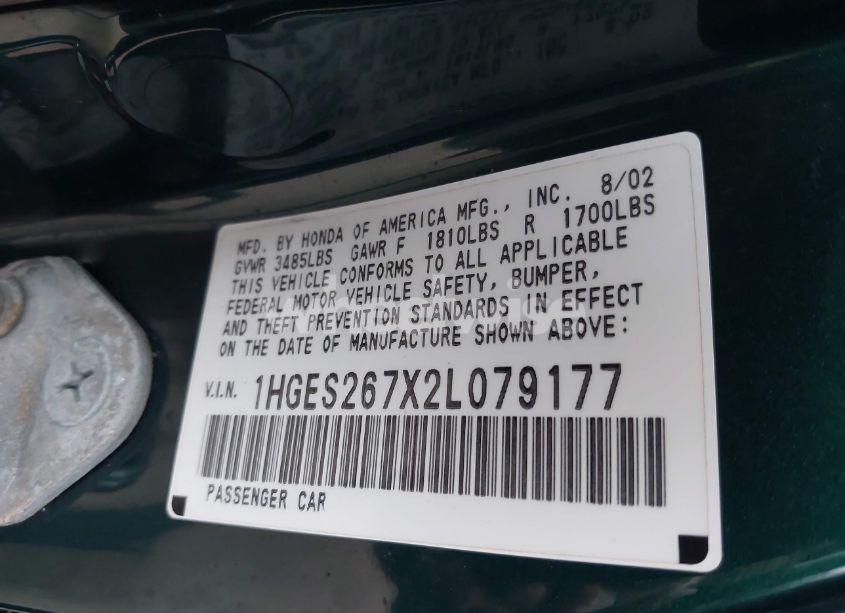 MFD. BY HONDA OF AMERICA MFG., INC. 8/02
GVWR 3485LBS GAWR F 1810LBS R 1700LBS
THIS VEHICLE CONFORMS TO ALL APPLICABLE
FEDERAL MOTOR VEHICLE SAFETY, BUMPER,
AND THEFT PREVENTION STANDARDS IN EFFECT
ON THE DATE OF MANUFACTURE SHOWN ABOVE:
V.I.N. 1HGES267X2L079177
PASSENGER CAR